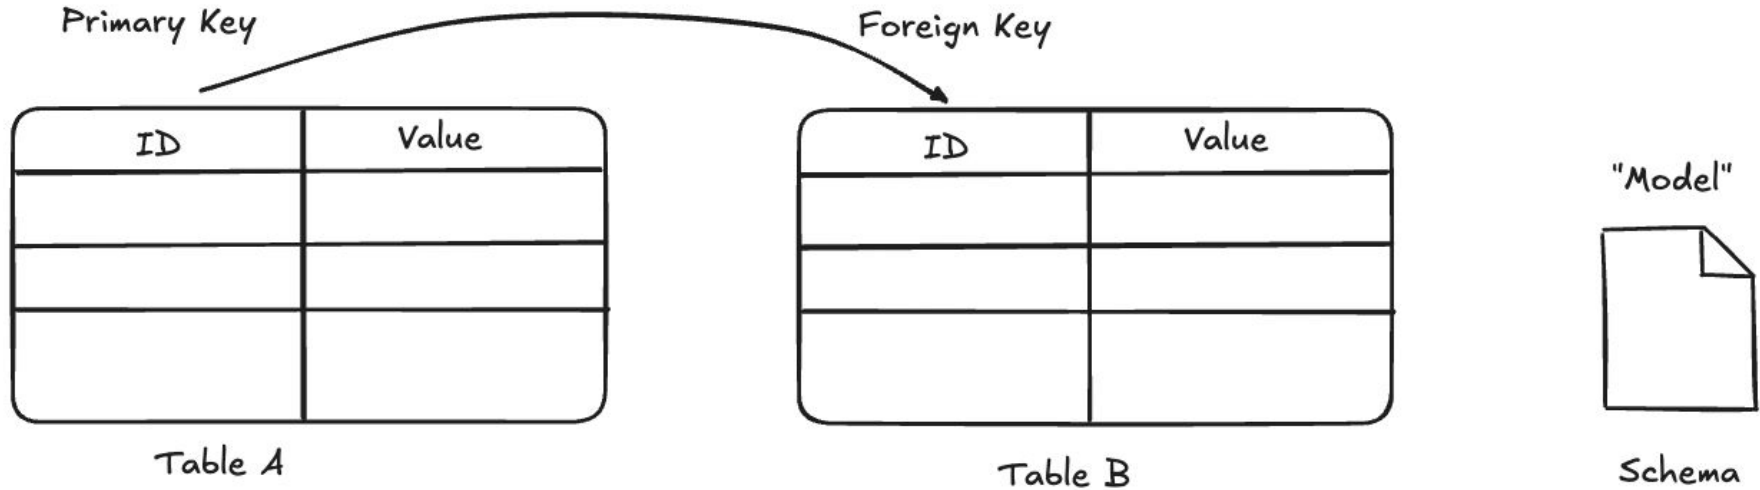 Primary Key
Foreign Key
ID
Value
ID
Value
"Model"
Table A
Table B
Schema